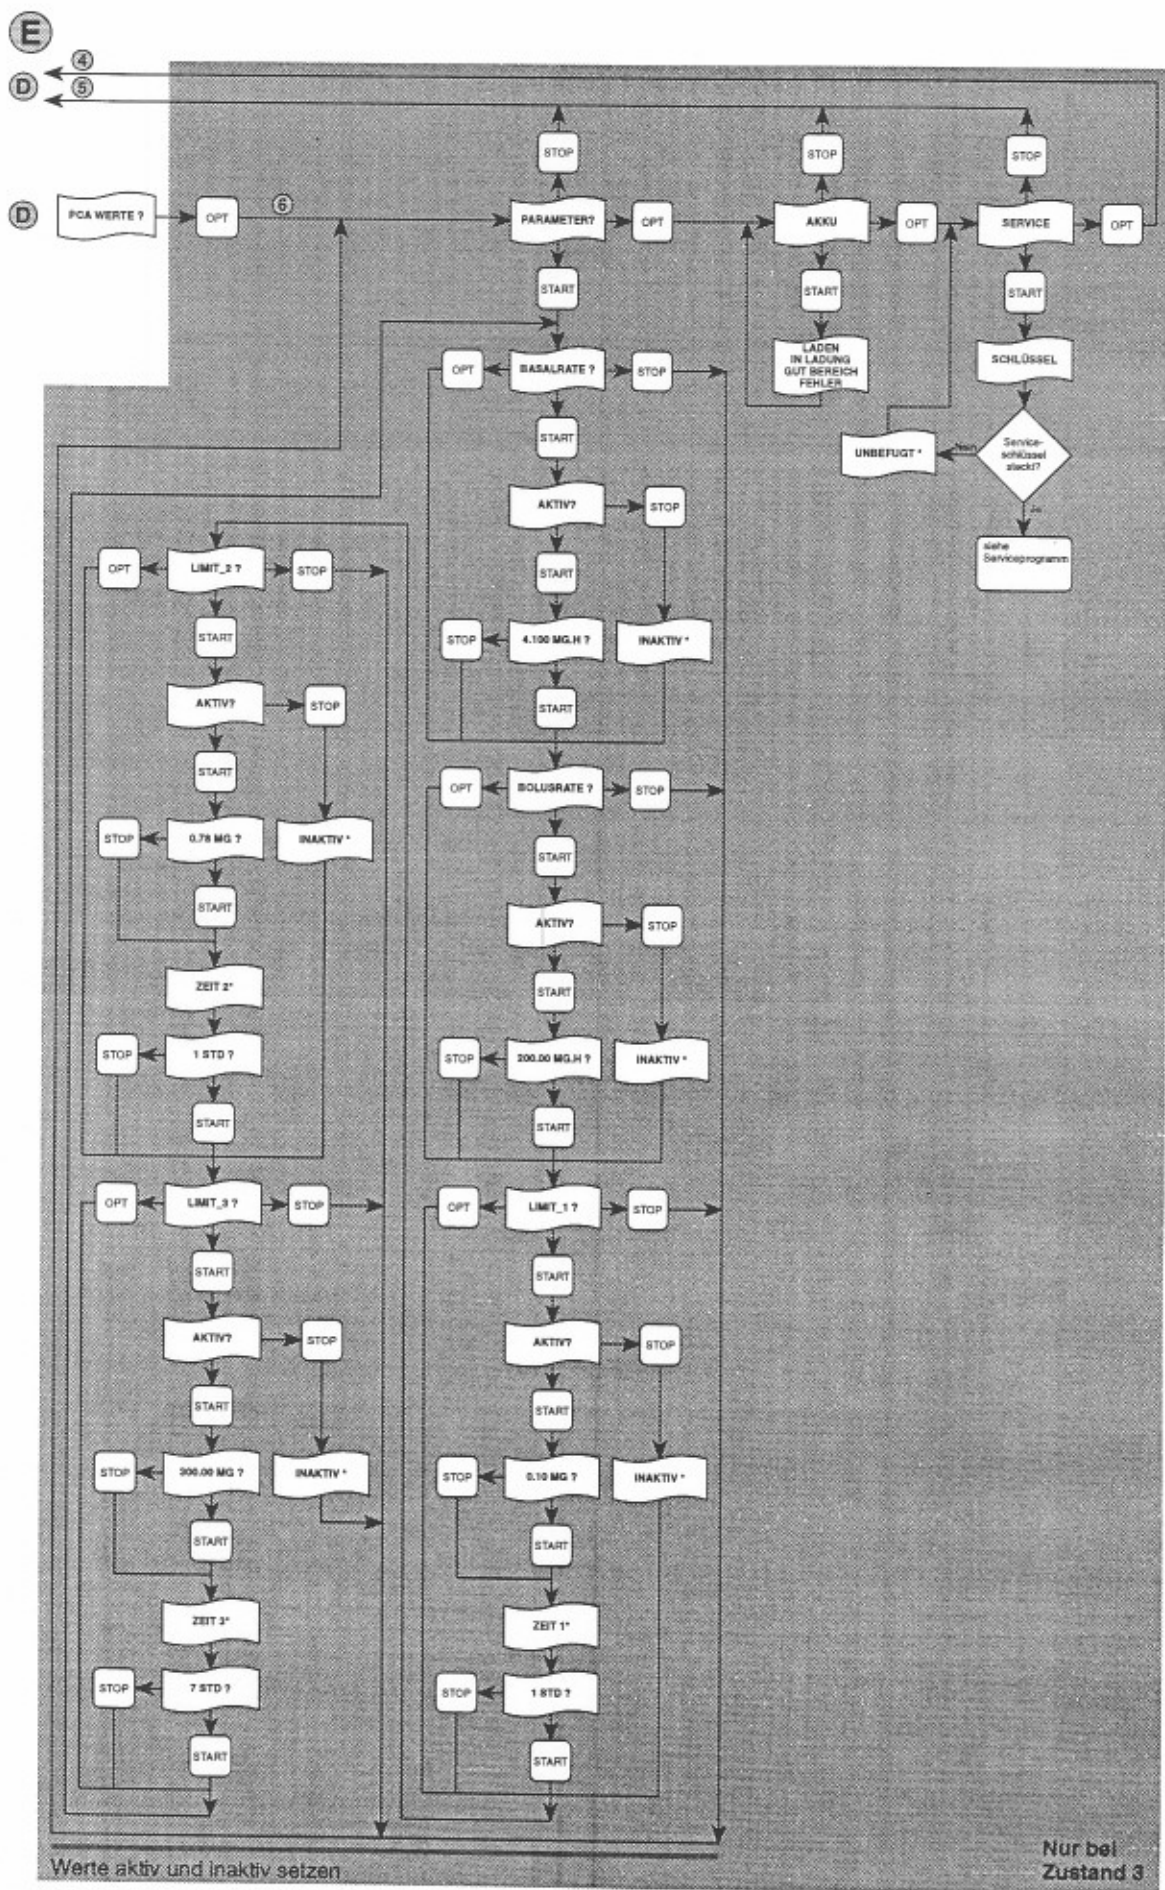 E
4
D
5
STOP
STOP
STOP
D
PCA WERTE ?
OPT
6
PARAMETER?
OPT
AKKU
OPT
SERVICE
OPT
START
START
START
LADEN
IN LADUNG
GUT BEREICH
FEHLER
SCHLÜSSEL
OPT
BASALRATE ?
STOP
START
UNBEFUGT *
Nein
Service-
schlüssel
steckt?
Ja
siehe
Serviceprogramm
AKTIV?
STOP
START
STOP
4.100 MG.H ?
INAKTIV *
START
OPT
BOLUSRATE ?
STOP
START
AKTIV?
STOP
START
STOP
200.00 MG.H ?
INAKTIV *
START
OPT
LIMIT_1 ?
STOP
START
AKTIV?
STOP
START
STOP
0.10 MG ?
INAKTIV *
START
ZEIT 1*
STOP
1 STD ?
START
OPT
LIMIT_2 ?
STOP
START
AKTIV?
STOP
START
STOP
0.78 MG ?
INAKTIV *
START
ZEIT 2*
STOP
1 STD ?
START
OPT
LIMIT_3 ?
STOP
START
AKTIV?
STOP
START
STOP
300.00 MG ?
INAKTIV *
START
ZEIT 3*
STOP
7 STD ?
START
Werte aktiv und inaktiv setzen
Nur bei
Zustand 3